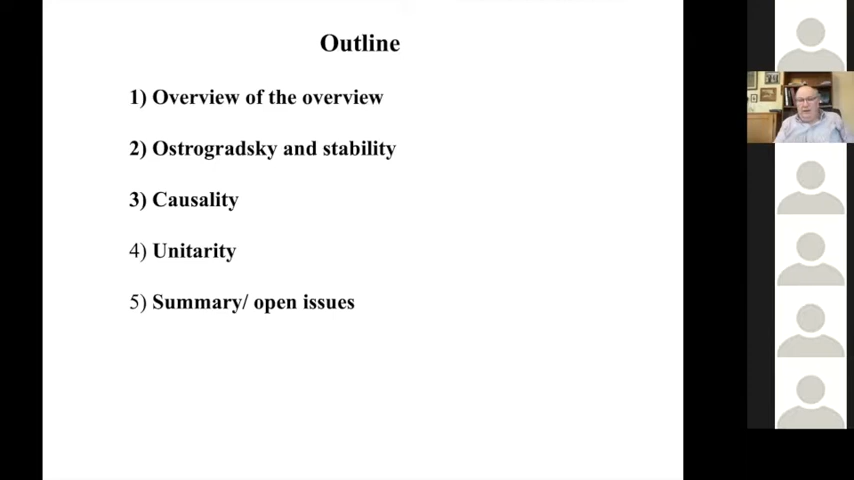 Outline
1) Overview of the overview
2) Ostrogradsky and stability
3) Causality
4) Unitarity
5) Summary/ open issues